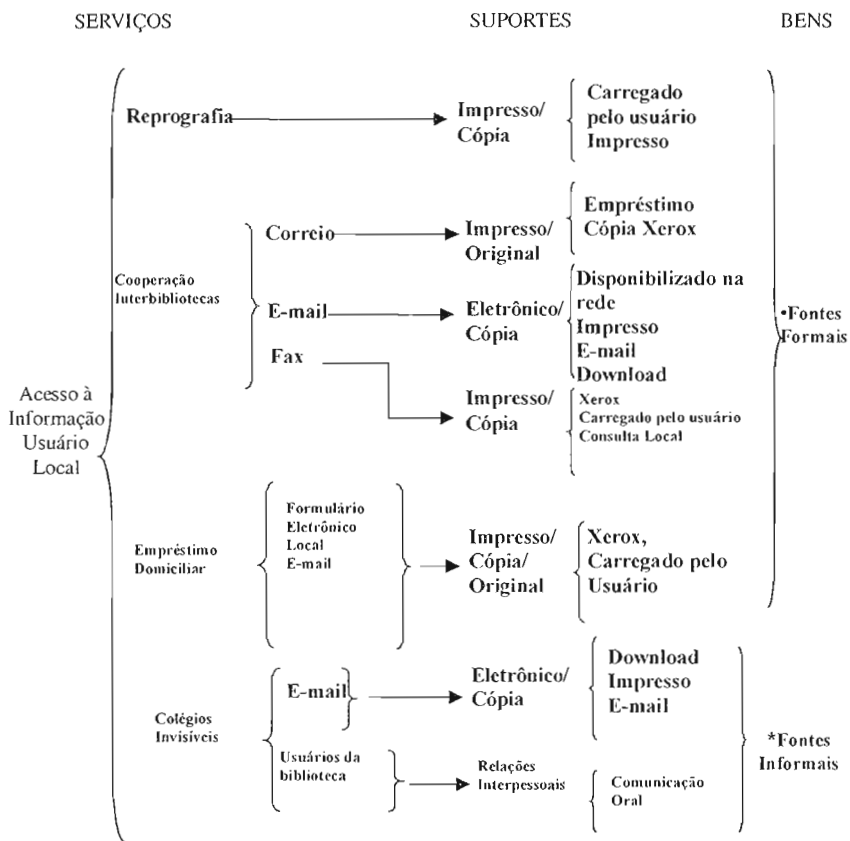 SERVIÇOS
SUPORTES
BENS
Reprografia
Impresso/
Cópia
Carregado
pelo usuário
Impresso
Cooperação
Interbibliotecas
Correio
Impresso/
Original
Empréstimo
Cópia Xerox
E-mail
Eletrônico/
Cópia
Disponibilizado na
rede
Impresso
E-mail
Download
Fax
Impresso/
Cópia
Xerox
Carregado pelo usuário
Consulta Local
•Fontes
Formais
Acesso à
Informação
Usuário
Local
Empréstimo
Domiciliar
Formulário
Eletrônico
Local
E-mail
Impresso/
Cópia/
Original
Xerox,
Carregado pelo
Usuário
Colégios
Invisíveis
E-mail
Eletrônico/
Cópia
Download
Impresso
E-mail
Usuários da
biblioteca
Relações
Interpessoais
Comunicação
Oral
*Fontes
Informais